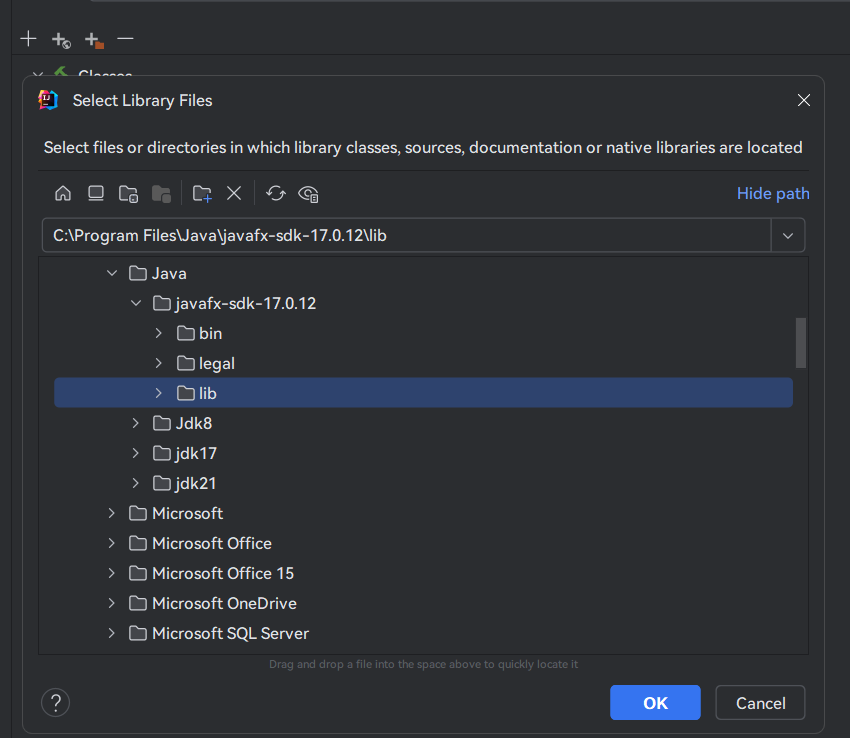 Classes
Select Library Files
Select files or directories in which library classes, sources, documentation or native libraries are located
Hide path
C:\Program Files\Java\javafx-sdk-17.0.12\lib
Java
javafx-sdk-17.0.12
bin
legal
lib
Jdk8
jdk17
jdk21
Microsoft
Microsoft Office
Microsoft Office 15
Microsoft OneDrive
Microsoft SQL Server
Drag and drop a file into the space above to quickly locate it
? OK Cancel